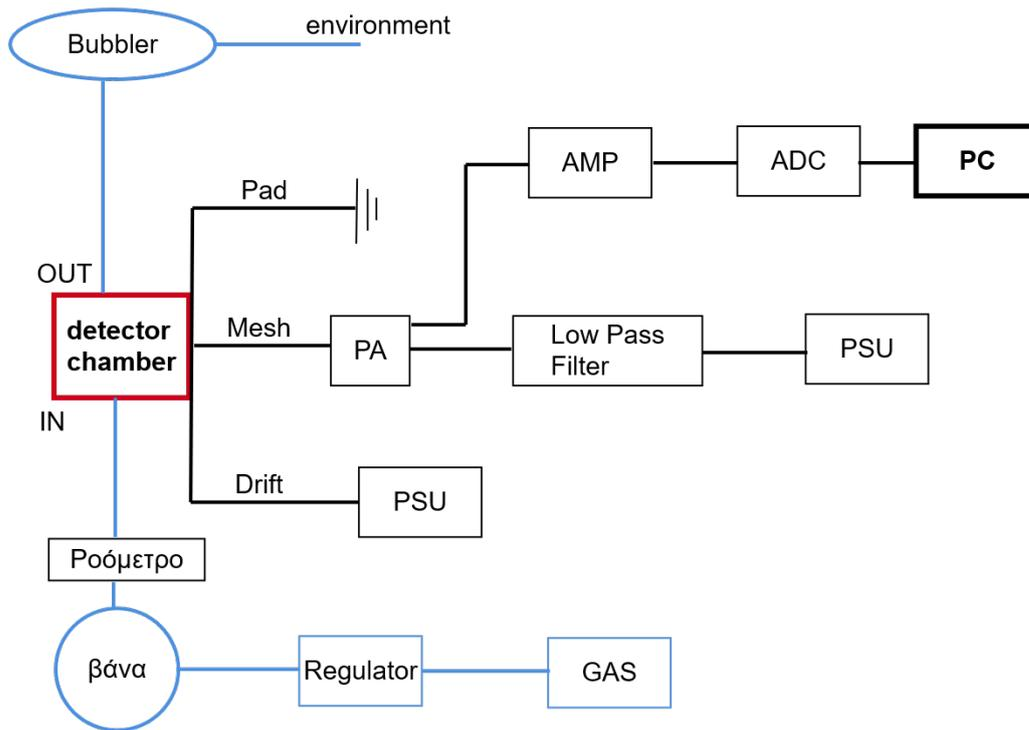 environment
Bubbler
AMP
ADC
PC
Pad
OUT
detector
chamber
Mesh
PA
Low Pass
Filter
PSU
IN
Drift
PSU
Ροόμετρο
βάνα
Regulator
GAS